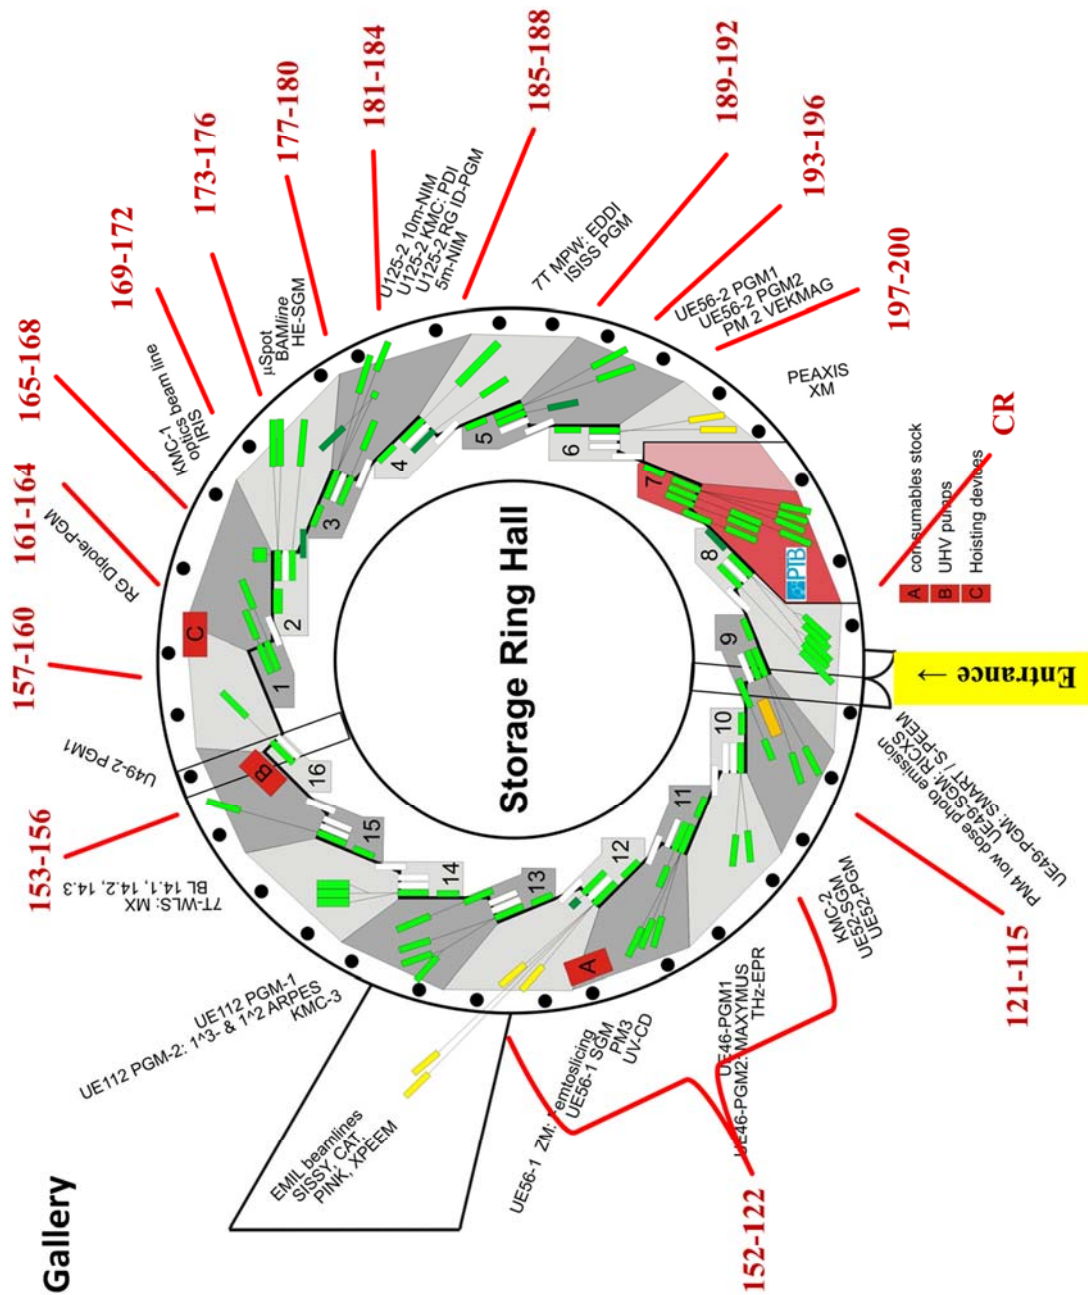 Gallery
153-156
157-160
161-164
165-168
169-172
173-176
177-180
181-184
185-188
189-192
193-196
197-200
CR
121-115
152-122
U49-2 PGM1
RG Dipole-PGM
KMC-1
optics beam line
IRIS
µSpot
BAMline
HE-SGM
U125-2 10m-NIM
U125-2 KMC: PDI
U125-2 RG ID-PGM
5m-NIM
7T MPW: EDDI
ISISS PGM
UE56-2 PGM1
UE56-2 PGM2
PM 2 VEKMAG
PEAXIS
XM
A consumables stock
B UHV pumps
C Hoisting devices
Entrance →
UE49-PGM: SMART / S-PEEM
UE49-SGM: RICXS
PM4 low dose photo emission
KMC-2
UE52-SGM
UE52-PGM
UE46-PGM1
UE46-PGM2: MAXYMUS
THz-EPR
UE56-1 ZM: Femtoslicing
UE56-1 SGM
PM3
UV-CD
EMIL beamlines
SISSY, CAT,
PINK, XPEEM
UE112 PGM-1
UE112 PGM-2: 1^3- & 1^2 ARPES
KMC-3
7T-WLS: MX
BL 14.1, 14.2, 14.3
Storage Ring Hall
1
2
3
4
5
6
7
8
9
10
11
12
13
14
15
16
A
B
C
PTB